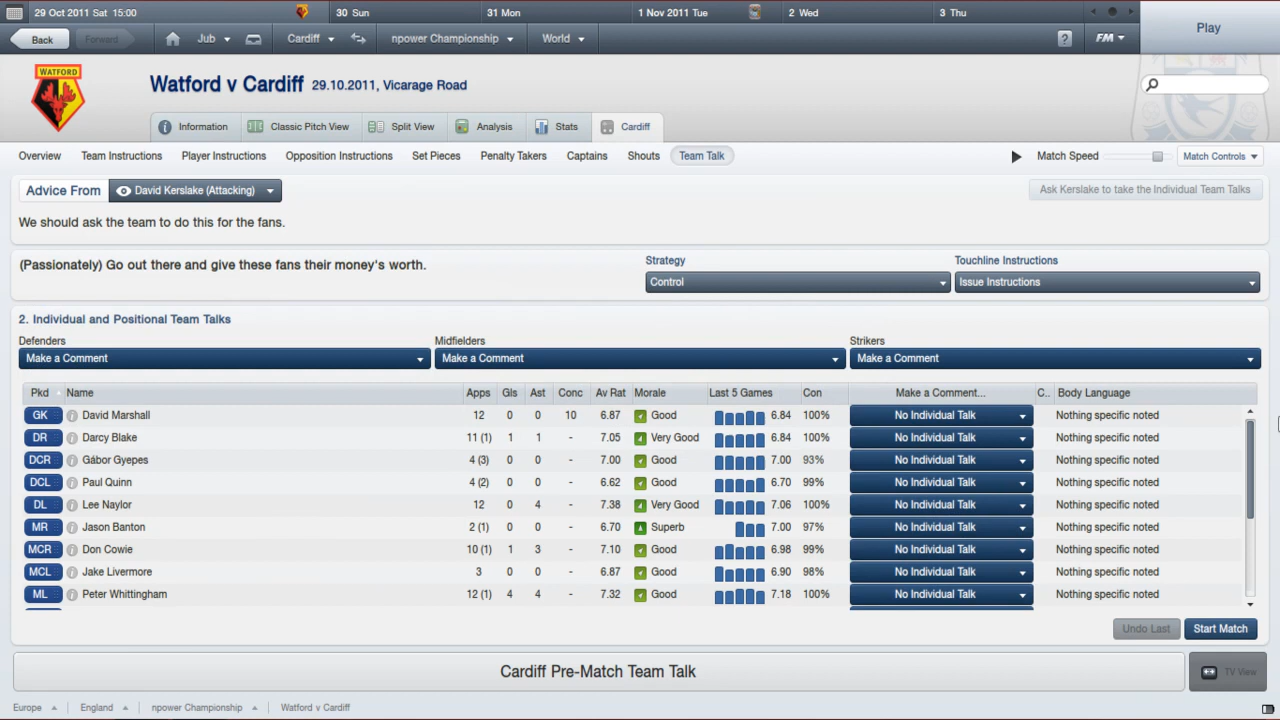 29 Oct 2011 Sat 15:00 30 Sun 31 Mon 1 Nov 2011 Tue 2 Wed 3 Thu Play
Back Forward Jub Cardiff npower Championship World ? FM
WATFORD
Watford v Cardiff 29.10.2011, Vicarage Road
Information Classic Pitch View Split View Analysis Stats Cardiff
Overview Team Instructions Player Instructions Opposition Instructions Set Pieces Penalty Takers Captains Shouts Team Talk Match Speed Match Controls
Advice From David Kerslake (Attacking) Ask Kerslake to take the Individual Team Talks
We should ask the team to do this for the fans.
(Passionately) Go out there and give these fans their money's worth.
Strategy Touchline Instructions
Control Issue Instructions
2. Individual and Positional Team Talks
Defenders Midfielders Strikers
Make a Comment Make a Comment Make a Comment
Pkd Name Apps Gls Ast Conc Av Rat Morale Last 5 Games Con Make a Comment... C.. Body Language
GK David Marshall 12 0 0 10 6.87 Good 6.84 100% No Individual Talk Nothing specific noted
DR Darcy Blake 11 (1) 1 1 - 7.05 Very Good 6.84 100% No Individual Talk Nothing specific noted
DCR Gábor Gyepes 4 (3) 0 0 - 7.00 Good 7.00 93% No Individual Talk Nothing specific noted
DCL Paul Quinn 4 (2) 0 0 - 6.62 Good 6.70 99% No Individual Talk Nothing specific noted
DL Lee Naylor 12 0 4 - 7.38 Very Good 7.06 100% No Individual Talk Nothing specific noted
MR Jason Banton 2 (1) 0 0 - 6.70 Superb 7.00 97% No Individual Talk Nothing specific noted
MCR Don Cowie 10 (1) 1 3 - 7.10 Good 6.98 99% No Individual Talk Nothing specific noted
MCL Jake Livermore 3 0 0 - 6.87 Good 6.90 98% No Individual Talk Nothing specific noted
ML Peter Whittingham 12 (1) 4 4 - 7.32 Good 7.18 100% No Individual Talk Nothing specific noted
Undo Last Start Match
Cardiff Pre-Match Team Talk TV View
Europe England npower Championship Watford v Cardiff